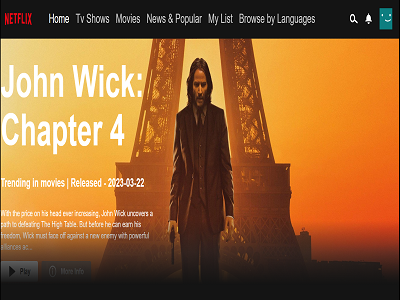 NETFLIX Home Tv Shows Movies News & Popular My List Browse by Languages
John Wick:
Chapter 4
Trending in movies | Released - 2023-03-22
With the price on his head ever increasing, John Wick uncovers a
path to defeating The High Table. But before he can earn his
freedom, Wick must face off against a new enemy with powerful
alliances ac...
Play More Info